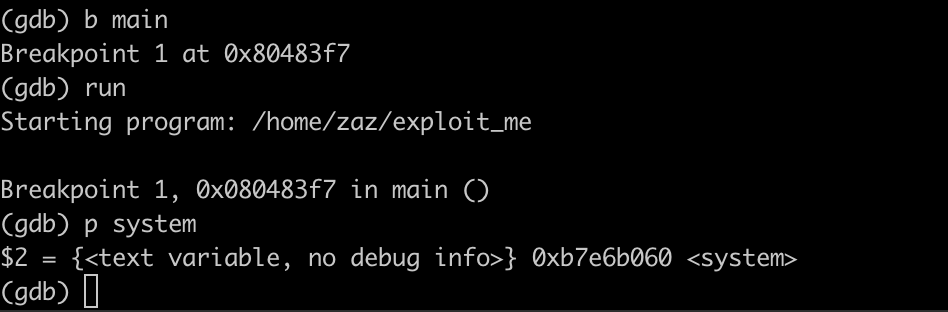 (gdb) b main
Breakpoint 1 at 0x80483f7
(gdb) run
Starting program: /home/zaz/exploit_me
Breakpoint 1, 0x080483f7 in main ()
(gdb) p system
$2 = {<text variable, no debug info>} 0xb7e6b060 <system>
(gdb)